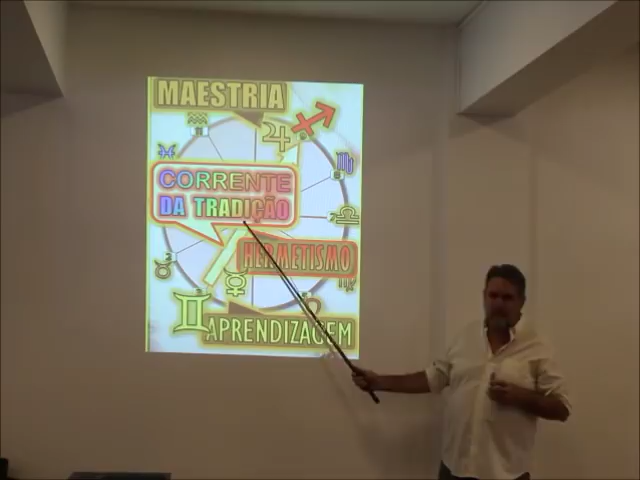 MAESTRIA
CORRENTE
DA TRADIÇÃO
HERMETISMO
APRENDIZAGEM